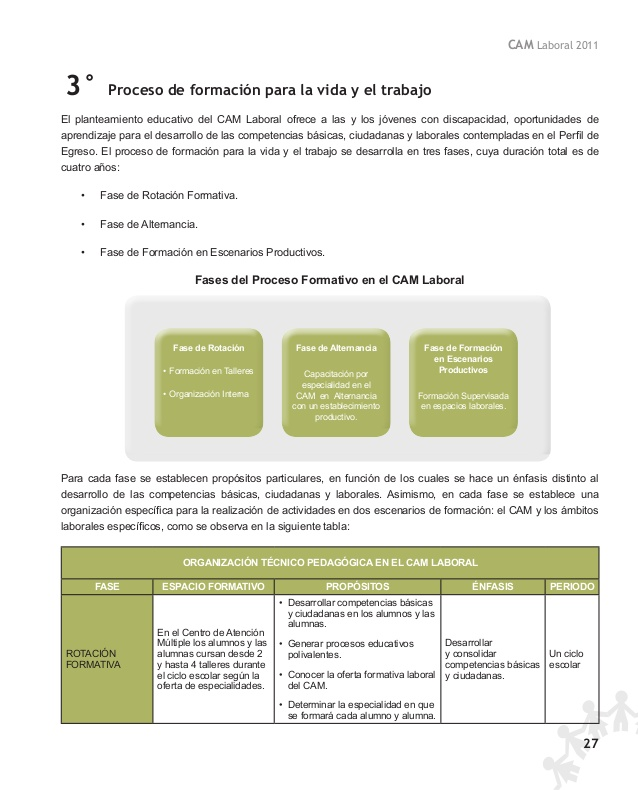 CAM Laboral 2011
3° Proceso de formación para la vida y el trabajo
El planteamiento educativo del CAM Laboral ofrece a las y los jóvenes con discapacidad, oportunidades de
aprendizaje para el desarrollo de las competencias básicas, ciudadanas y laborales contempladas en el Perfil de
Egreso. El proceso de formación para la vida y el trabajo se desarrolla en tres fases, cuya duración total es de
cuatro años:
• Fase de Rotación Formativa.
• Fase de Alternancia.
• Fase de Formación en Escenarios Productivos.
Fases del Proceso Formativo en el CAM Laboral
Fase de Rotación
• Formación en Talleres
• Organización Interna
Fase de Alternancia
Capacitación por
especialidad en el
CAM en Alternancia
con un establecimiento
productivo.
Fase de Formación
en Escenarios
Productivos
Formación Supervisada
en espacios laborales.
Para cada fase se establecen propósitos particulares, en función de los cuales se hace un énfasis distinto al
desarrollo de las competencias básicas, ciudadanas y laborales. Asimismo, en cada fase se establece una
organización específica para la realización de actividades en dos escenarios de formación: el CAM y los ámbitos
laborales específicos, como se observa en la siguiente tabla:
ORGANIZACIÓN TÉCNICO PEDAGÓGICA EN EL CAM LABORAL
FASE ESPACIO FORMATIVO PROPÓSITOS ÉNFASIS PERIODO
ROTACIÓN
FORMATIVA
En el Centro de Atención
Múltiple los alumnos y las
alumnas cursan desde 2
y hasta 4 talleres durante
el ciclo escolar según la
oferta de especialidades.
• Desarrollar competencias básicas
y ciudadanas en los alumnos y las
alumnas.
• Generar procesos educativos
polivalentes.
• Conocer la oferta formativa laboral
del CAM.
• Determinar la especialidad en que
se formará cada alumno y alumna.
Desarrollar
y consolidar
competencias básicas
y ciudadanas.
Un ciclo
escolar
27